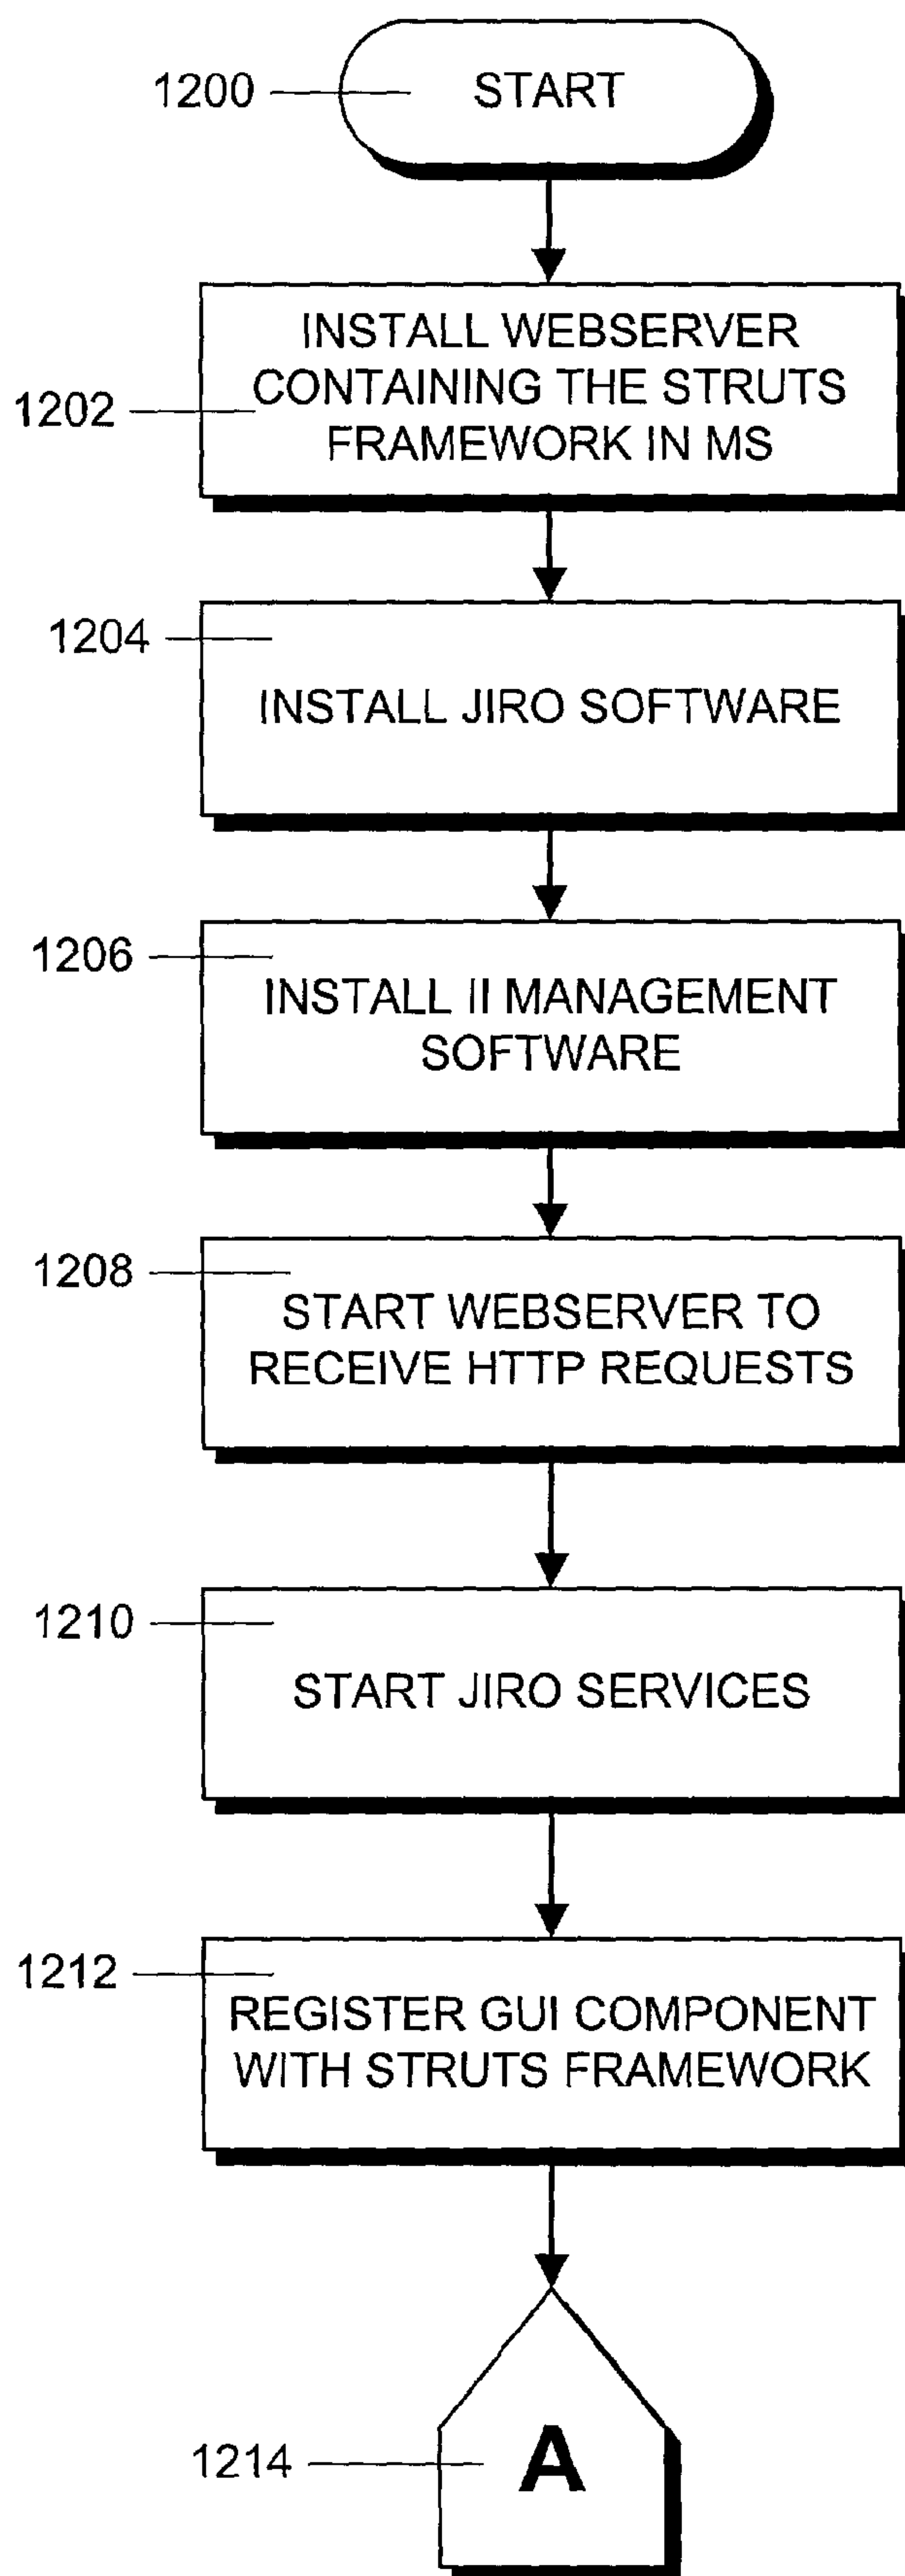 1200
START
INSTALL WEBSERVER
CONTAINING THE STRUTS
FRAMEWORK IN MS
1202
1204
INSTALL JIRO SOFTWARE
1206
INSTALL II MANAGEMENT
SOFTWARE
1208
START WEBSERVER TO
RECEIVE HTTP REQUESTS
1210
START JIRO SERVICES
1212
REGISTER GUI COMPONENT
WITH STRUTS FRAMEWORK
1214
A